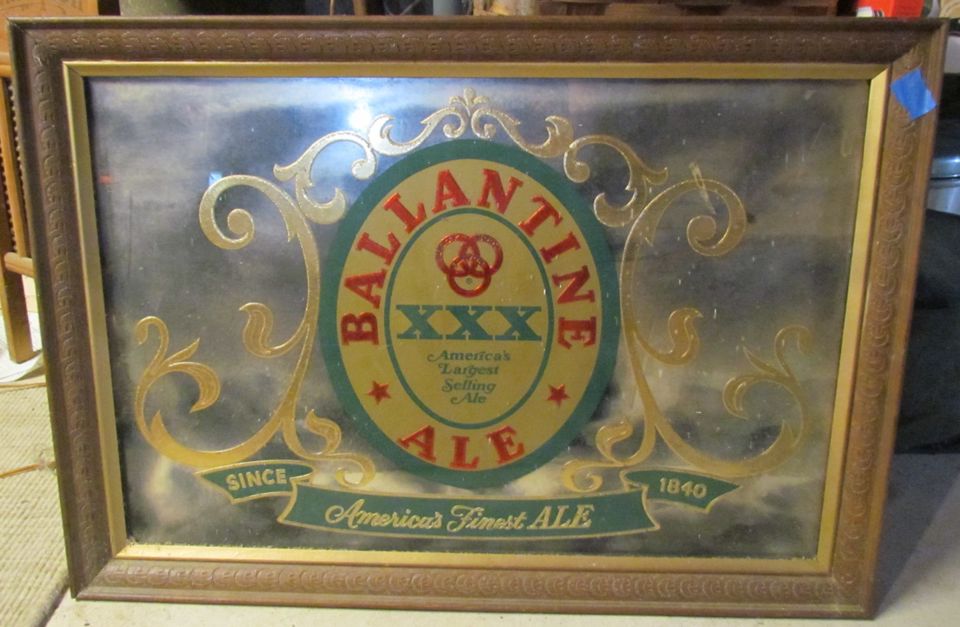 BALLANTINE
®
XXX
America's
Largest
Selling
Ale
ALE
SINCE
1840
America's Finest ALE